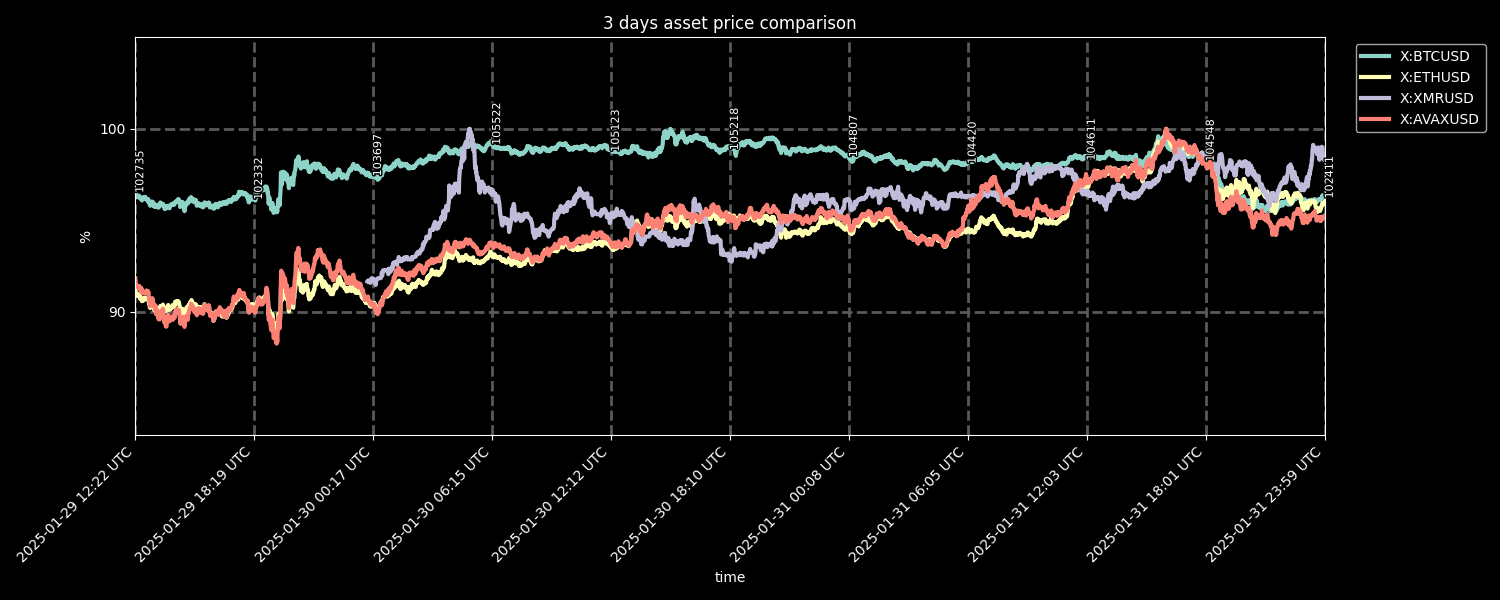 3 days asset price comparison
X:BTCUSD
X:ETHUSD
X:XMRUSD
X:AVAXUSD
100
90
%
102735
102332
103697
105522
105123
105218
104807
104420
104611
104548
102411
2025-01-29 12:22 UTC
2025-01-29 18:19 UTC
2025-01-30 00:17 UTC
2025-01-30 06:15 UTC
2025-01-30 12:12 UTC
2025-01-30 18:10 UTC
2025-01-31 00:08 UTC
2025-01-31 06:05 UTC
2025-01-31 12:03 UTC
2025-01-31 18:01 UTC
2025-01-31 23:59 UTC
time